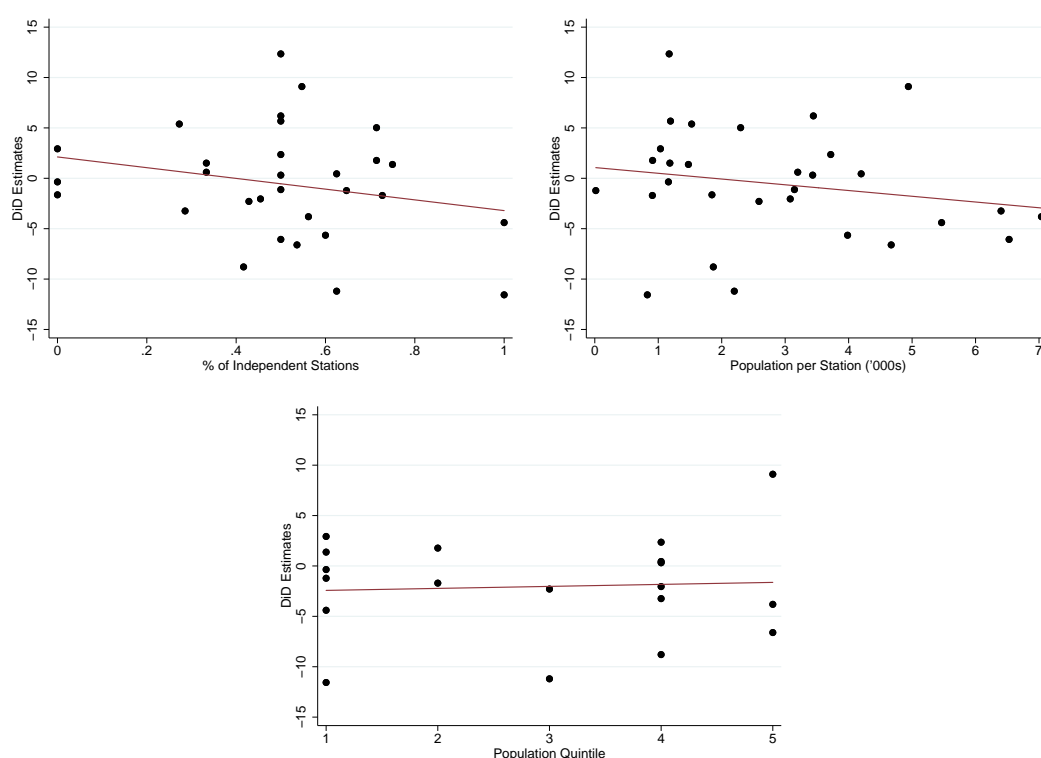 15
10
5
0
−5
−10
−15
DiD Estimates
0 .2 .4 .6 .8 1
% of Independent Stations
15
10
5
0
−5
−10
−15
DiD Estimates
0 1 2 3 4 5 6 7
Population per Station ('000s)
15
10
5
0
−5
−10
−15
DiD Estimates
1 2 3 4 5
Population Quintile